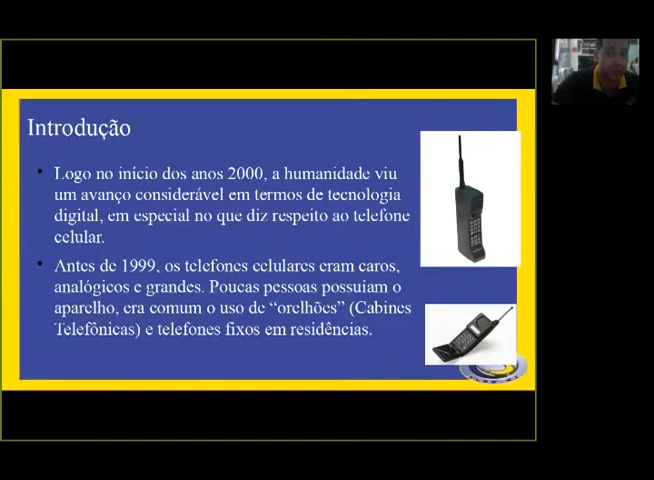 Introdução
Logo no início dos anos 2000, a humanidade viu
um avanço considerável em termos de tecnologia
digital, em especial no que diz respeito ao telefone
celular.
Antes de 1999, os telefones celulares eram caros,
analógicos e grandes. Poucas pessoas possuiam o
aparelho, era comum o uso de “orelhões” (Cabines
Telefônicas) e telefones fixos em residências.